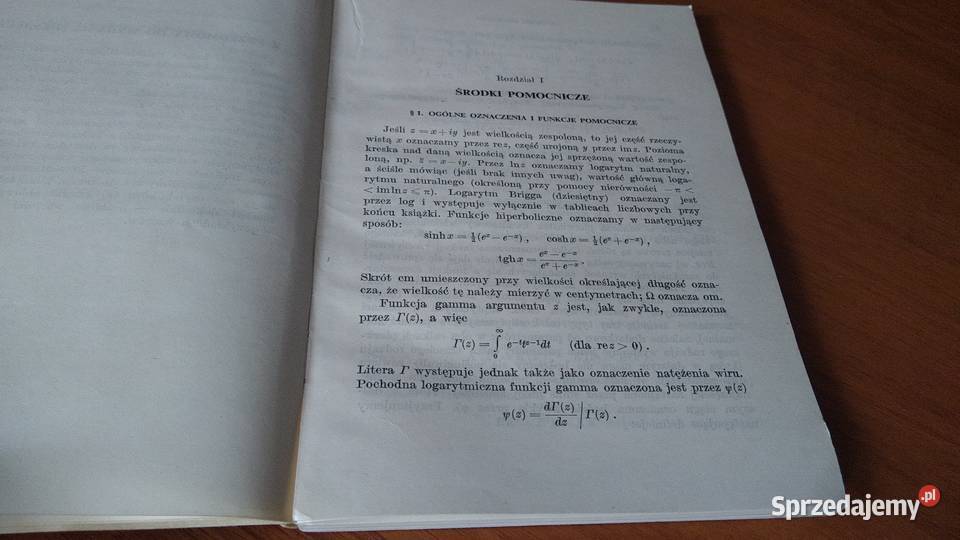 Rozdział I
ŚRODKI POMOCNICZE
§ 1. OGÓLNE OZNACZENIA I FUNKCJE POMOCNICZE
Jeśli z = x + iy jest wielkością zespoloną, to jej część rzeczy-
wistą x oznaczamy przez re z, część urojoną y przez im z. Pozioma
kreska nad daną wielkością oznacza jej sprzężoną wartość zespo-
loną, np. z̄ = x − iy. Przez ln z oznaczamy logarytm naturalny,
a ściśle mówiąc (jeśli brak innych uwag), wartość główną loga-
rytmu naturalnego (określoną przy pomocy nierówności −π <
< im ln z ⩽ π). Logarytm Brigga (dziesiętny) oznaczany jest
przez log i występuje wyłącznie w tablicach liczbowych przy
końcu książki. Funkcje hiperboliczne oznaczamy w następujący
sposób:
sinh x = ½(eˣ − e⁻ˣ), cosh x = ½(eˣ + e⁻ˣ),
tgh x = (eˣ − e⁻ˣ)/(eˣ + e⁻ˣ).
Skrót cm umieszczony przy wielkości określającej długość ozna-
cza, że wielkość tę należy mierzyć w centymetrach; Ω oznacza om.
Funkcja gamma argumentu z jest, jak zwykle, oznaczona
przez Γ(z), a więc
Γ(z) = ∫₀^∞ e⁻ᵗtᶻ⁻¹dt (dla re z > 0).
Litera Γ występuje jednak także jako oznaczenie natężenia wiru.
Pochodna logarytmiczna funkcji gamma oznaczona jest przez ψ(z)
ψ(z) = dΓ(z)/dz | Γ(z).
Sprzedajemy.pl